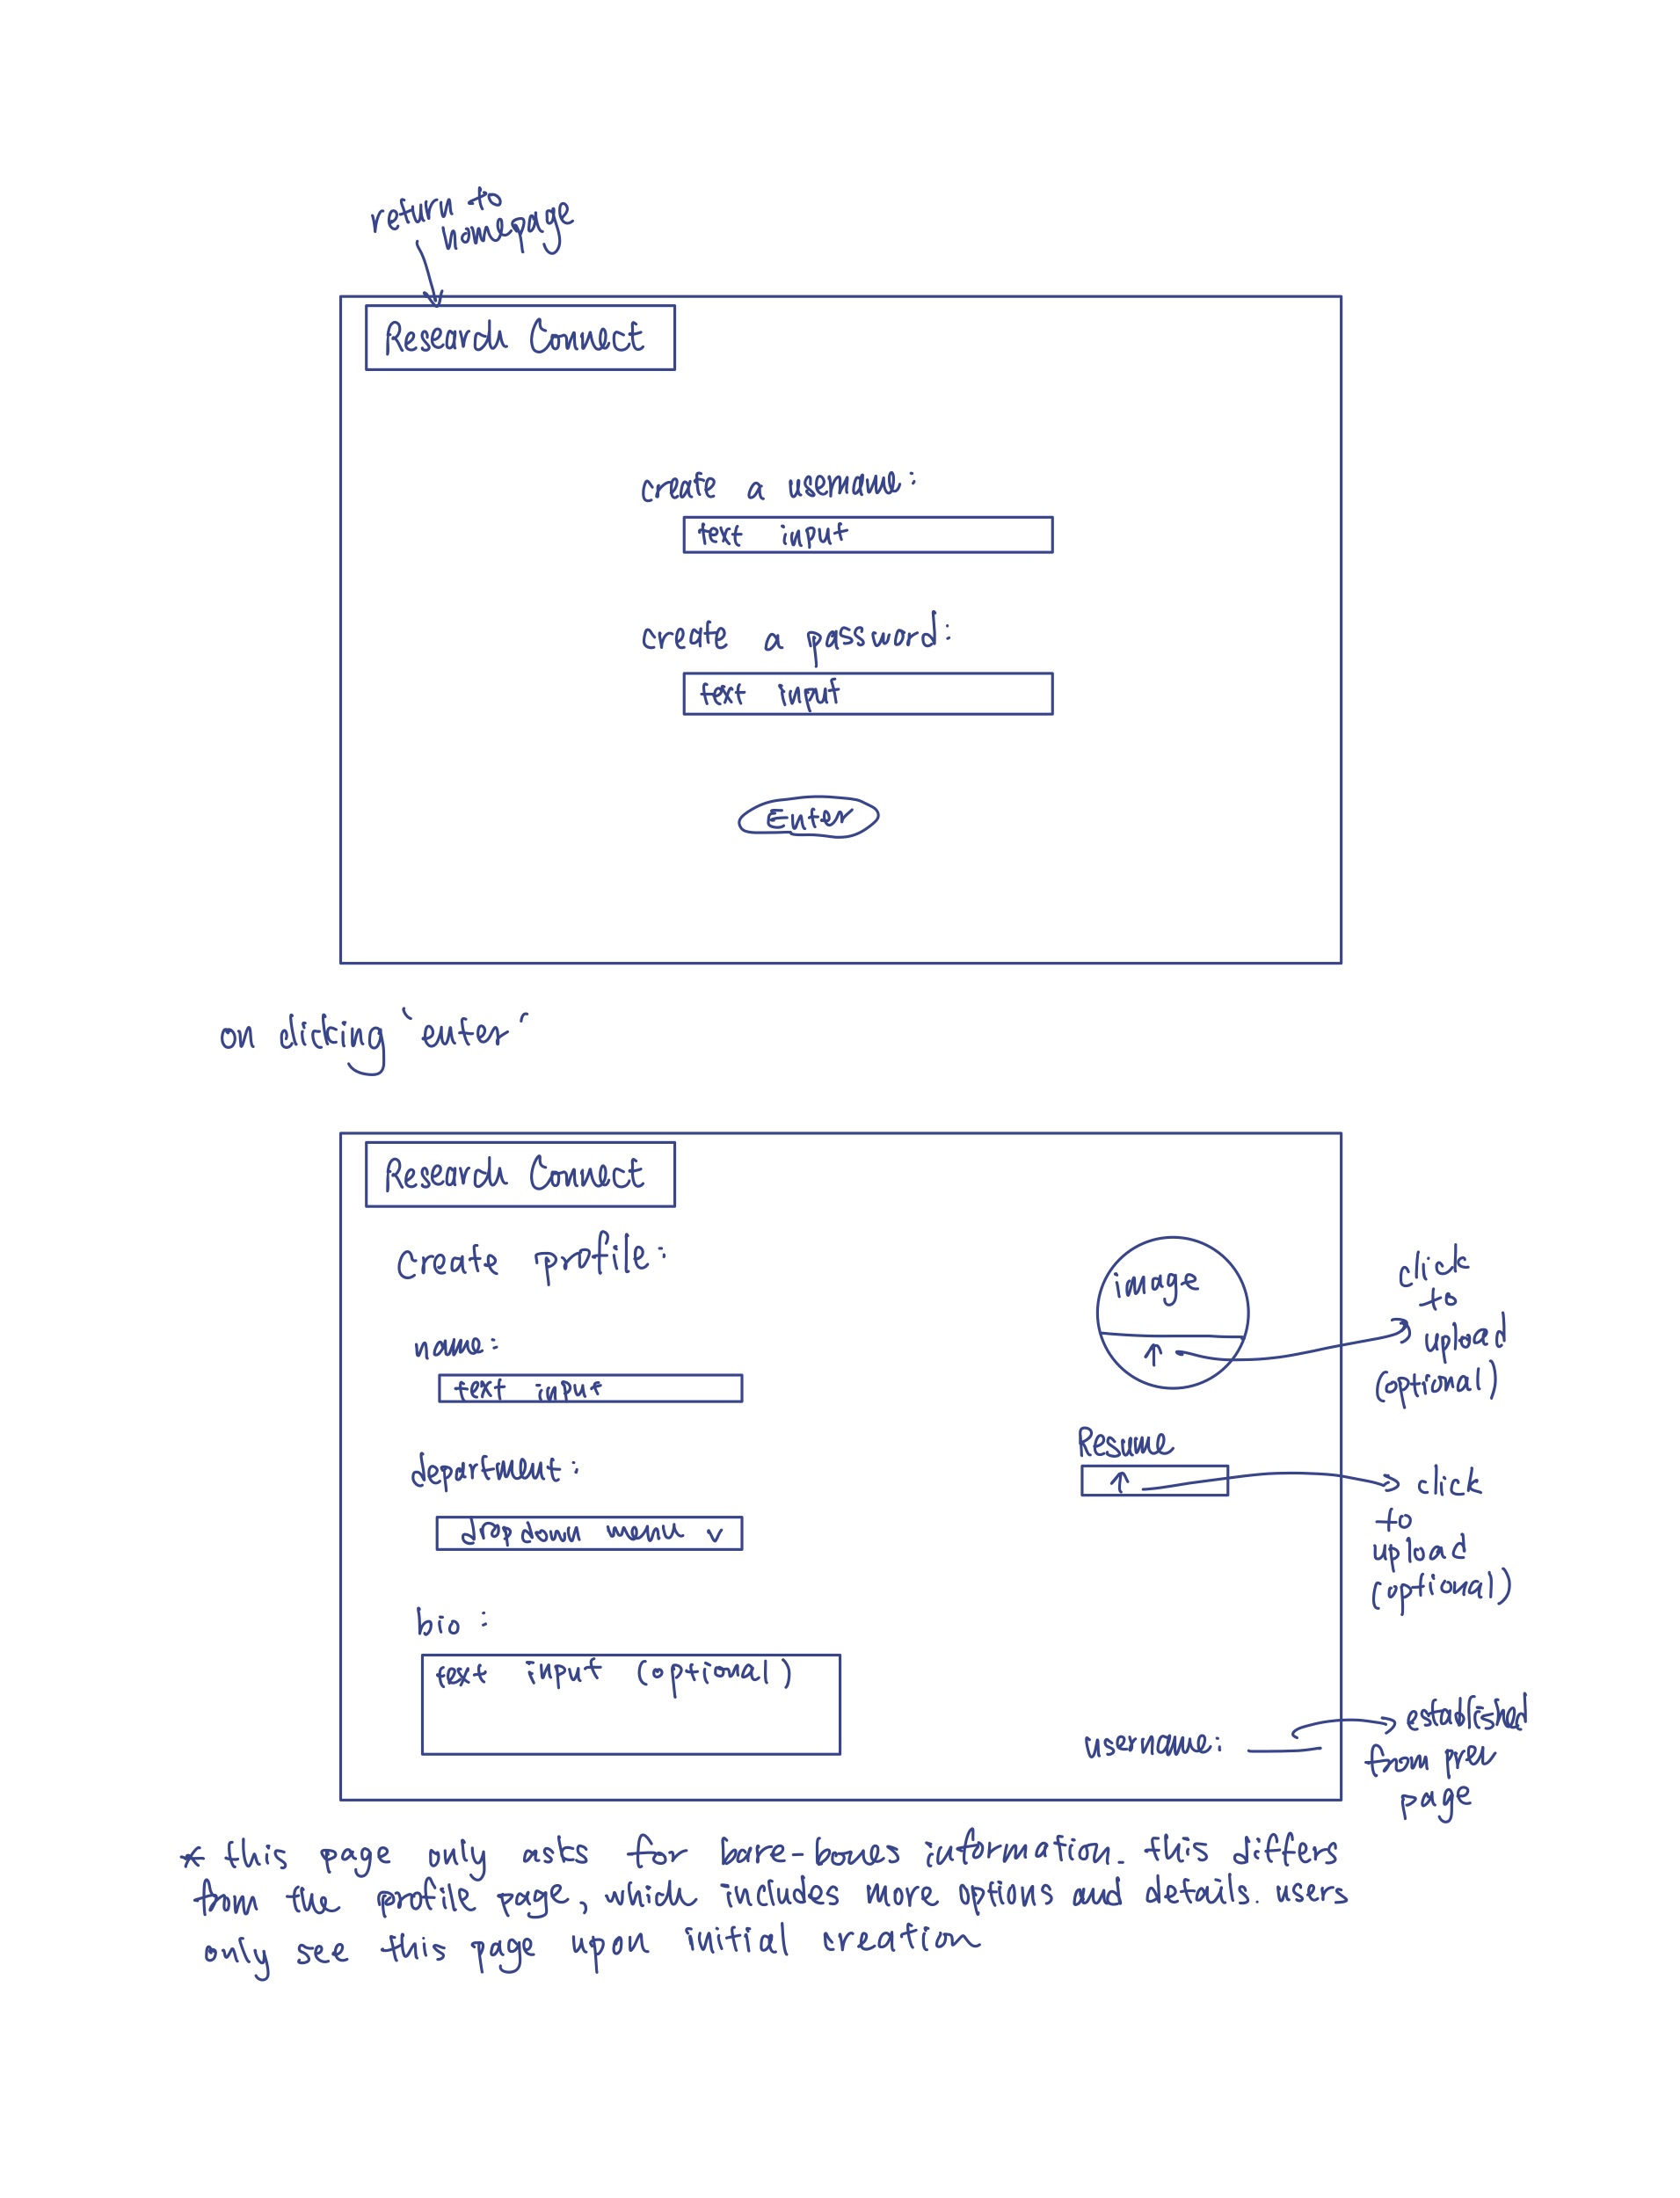 return to
homepage
Research Connect
create a username:
text input
create a password:
text input
Enter
on clicking 'enter'
Research Connect
Create profile:
image
click
to
upload
(optional)
name:
text input
Resume
click
to
upload
(optional)
department:
dropdown menu v
bio:
text input (optional)
username:
established
from prev
page
* this page only asks for bare-bones information. this differs
from the profile page, which includes more options and details. users
only see this page upon initial creation